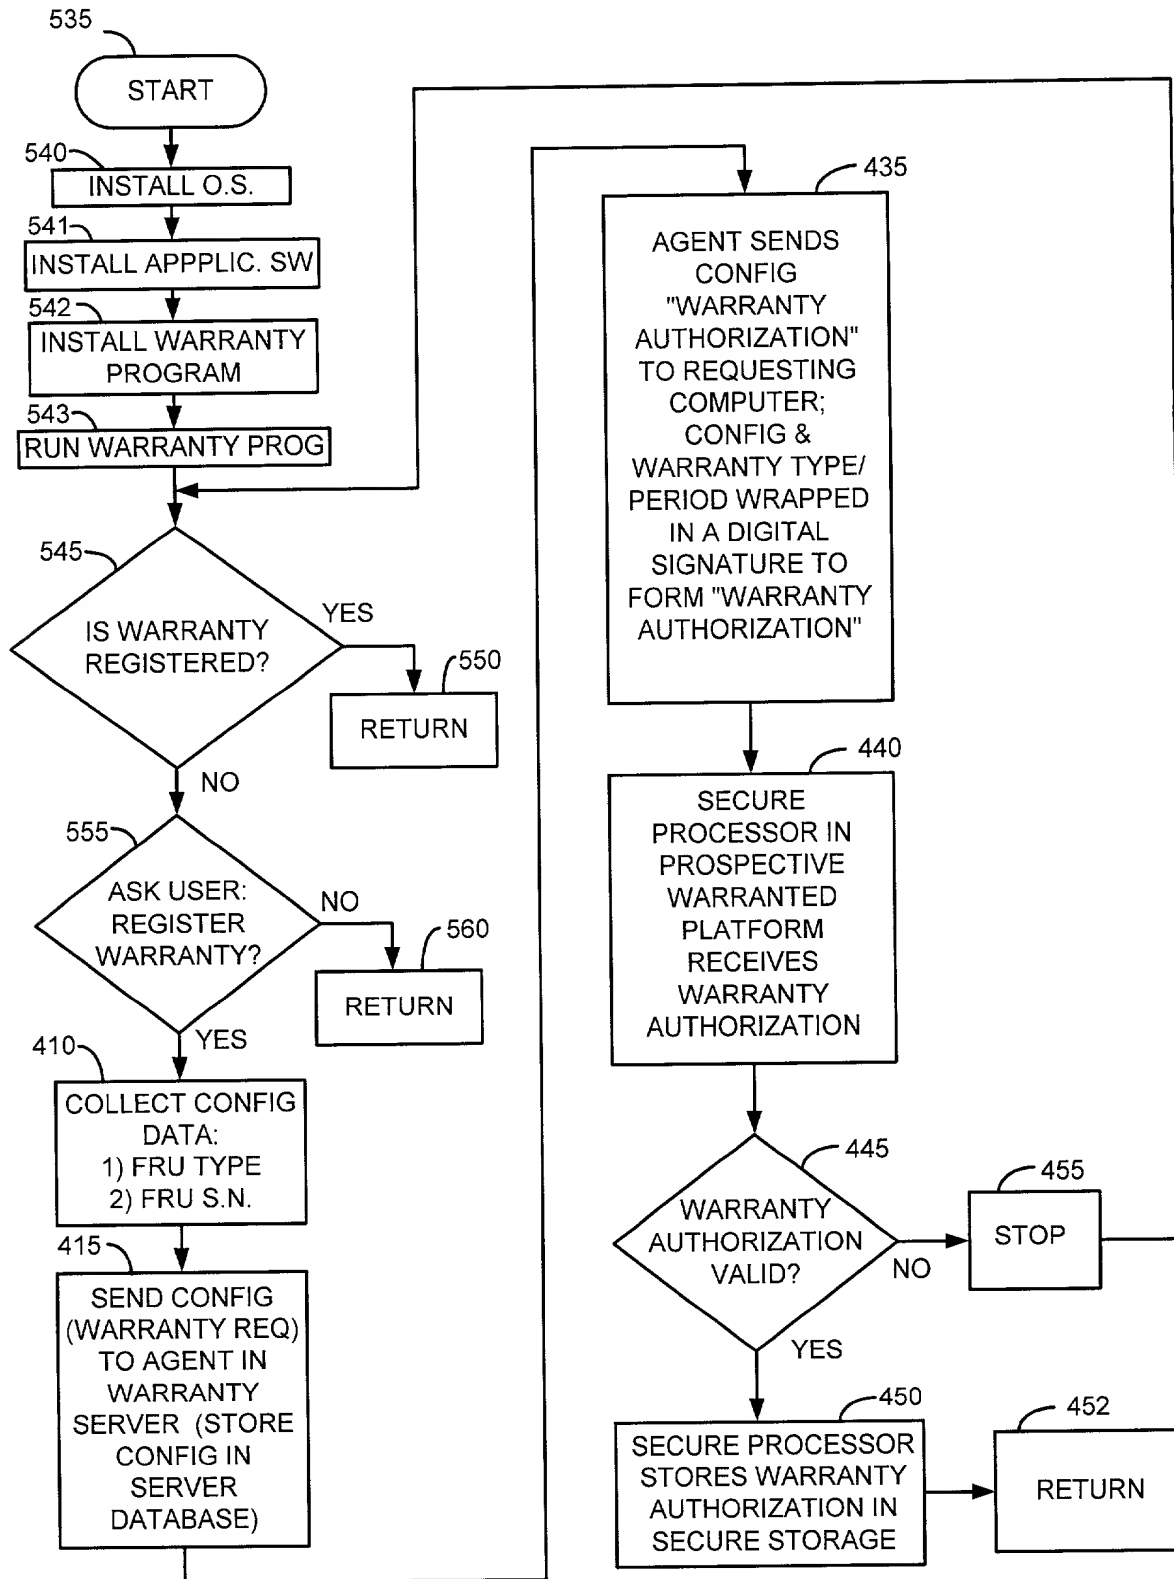 535
START
540
INSTALL O.S.
541
INSTALL APPPLIC. SW
542
INSTALL WARRANTY
PROGRAM
543
RUN WARRANTY PROG
545
IS WARRANTY
REGISTERED?
YES
550
RETURN
NO
555
ASK USER:
REGISTER
WARRANTY?
NO
560
RETURN
YES
410
COLLECT CONFIG
DATA:
1) FRU TYPE
2) FRU S.N.
415
SEND CONFIG
(WARRANTY REQ)
TO AGENT IN
WARRANTY
SERVER (STORE
CONFIG IN
SERVER
DATABASE)
435
AGENT SENDS
CONFIG
"WARRANTY
AUTHORIZATION"
TO REQUESTING
COMPUTER;
CONFIG &
WARRANTY TYPE/
PERIOD WRAPPED
IN A DIGITAL
SIGNATURE TO
FORM "WARRANTY
AUTHORIZATION"
440
SECURE
PROCESSOR IN
PROSPECTIVE
WARRANTED
PLATFORM
RECEIVES
WARRANTY
AUTHORIZATION
445
WARRANTY
AUTHORIZATION
VALID?
NO
455
STOP
YES
450
SECURE PROCESSOR
STORES WARRANTY
AUTHORIZATION IN
SECURE STORAGE
452
RETURN